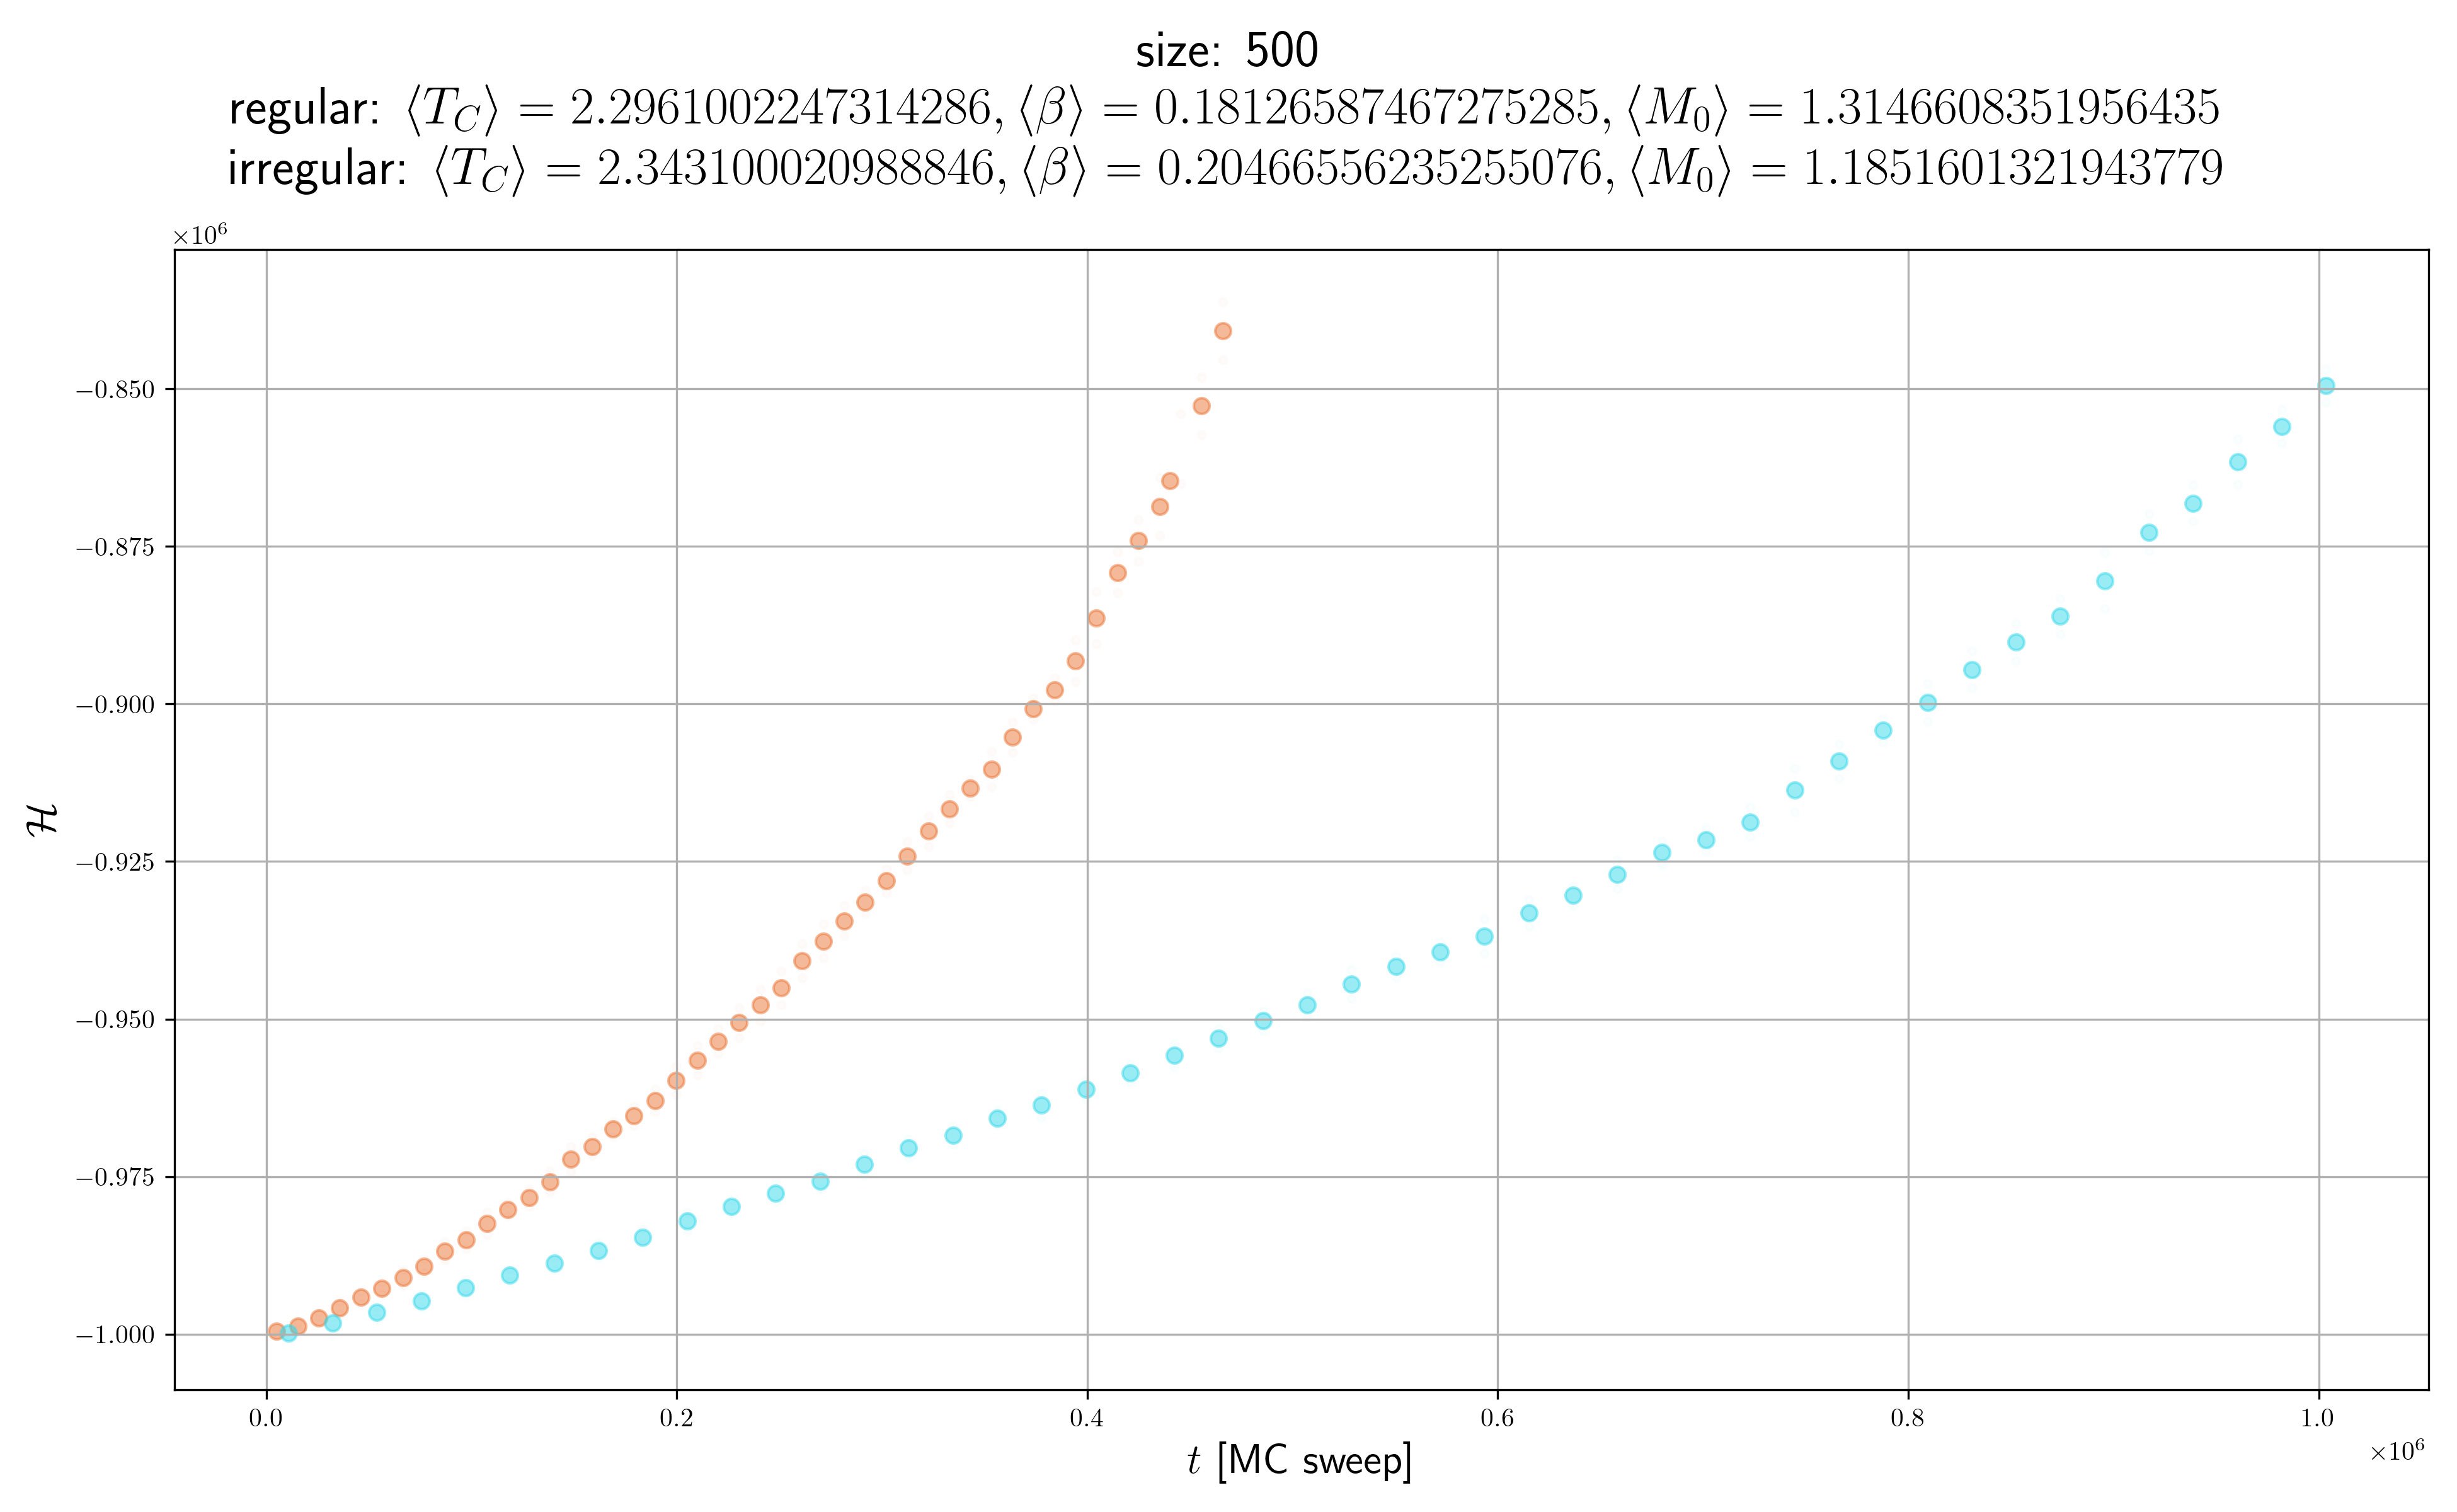 size: 500
regular: ⟨T_C⟩ = 2.2961002247314286, ⟨β⟩ = 0.18126587467275285, ⟨M_0⟩ = 1.3146608351956435
irregular: ⟨T_C⟩ = 2.343100020988846, ⟨β⟩ = 0.20466556235255076, ⟨M_0⟩ = 1.1851601321943779
×10^6
−0.850
−0.875
−0.900
−0.925
−0.950
−0.975
−1.000
ℋ
0.0 0.2 0.4 0.6 0.8 1.0
×10^6
t [MC sweep]